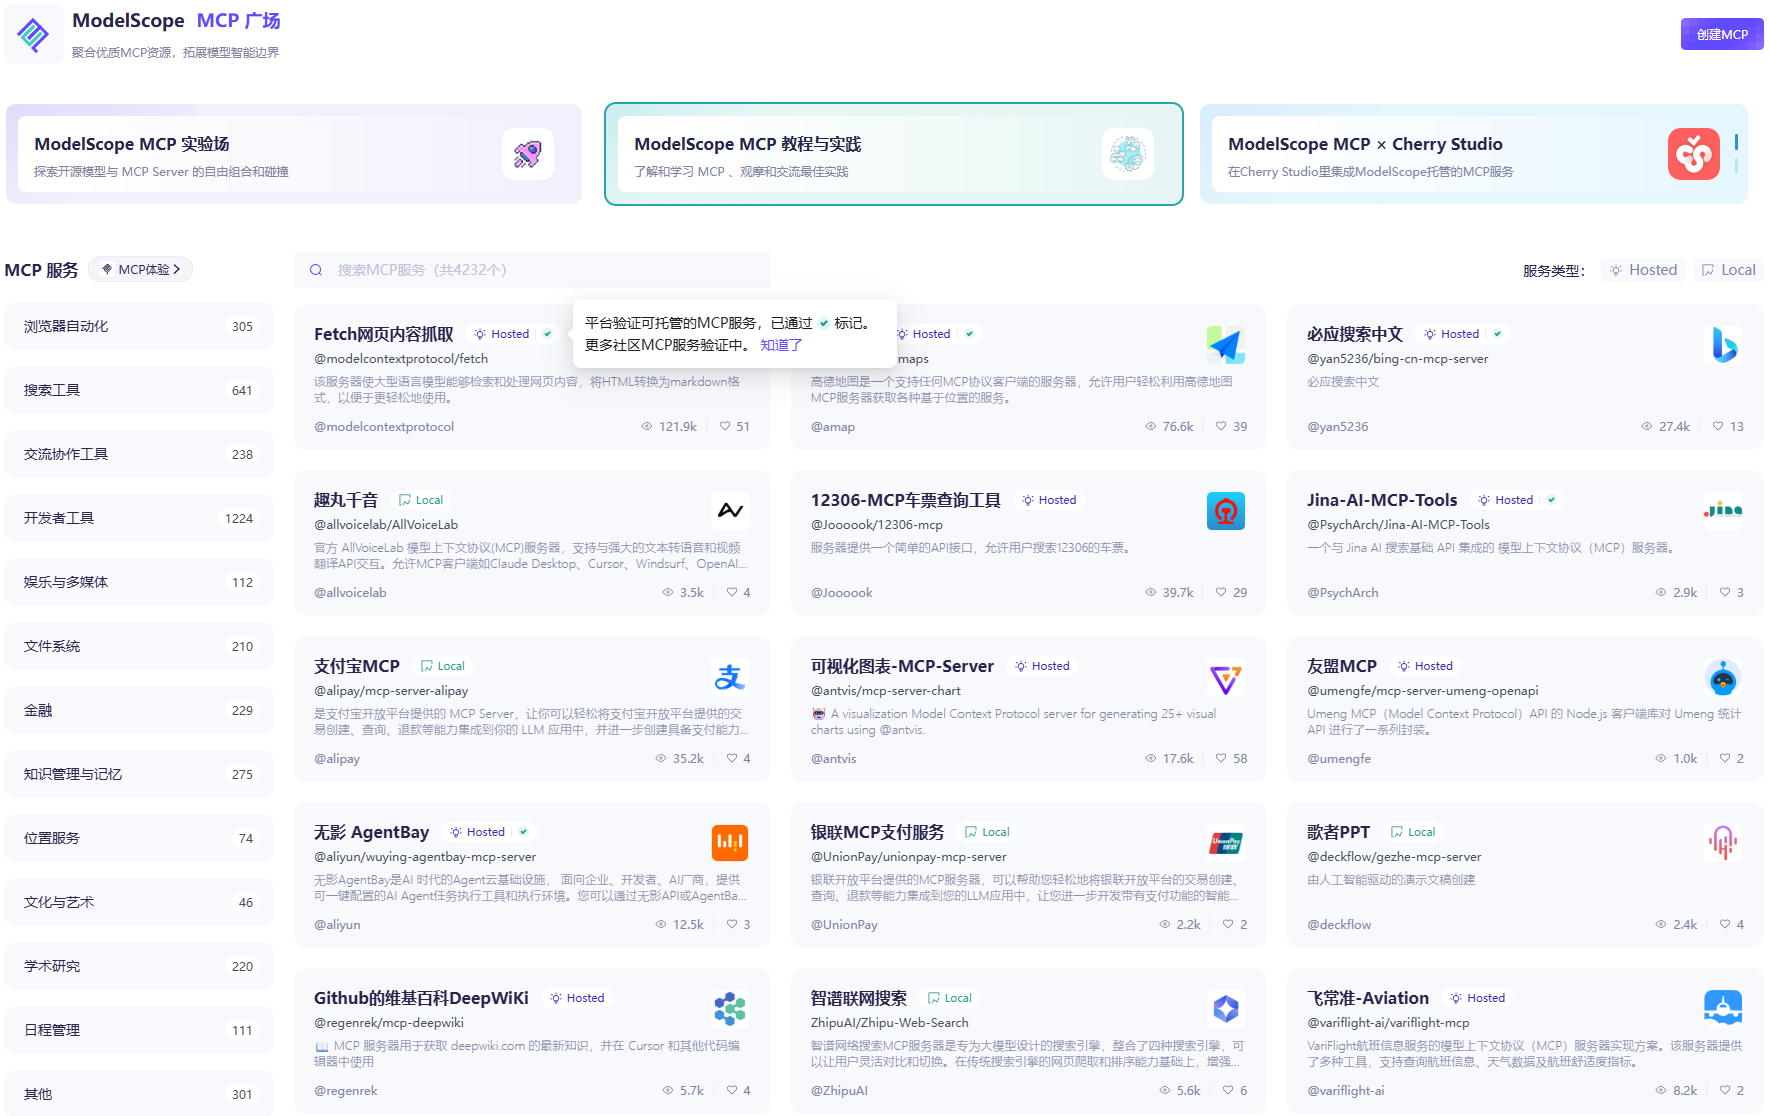 ModelScope MCP 广场
聚合优质MCP资源，拓展模型智能边界
创建MCP
ModelScope MCP 实验场
探索开源模型与 MCP Server 的自由组合和碰撞
ModelScope MCP 教程与实践
了解和学习 MCP 、观摩和交流最佳实践
ModelScope MCP × Cherry Studio
在Cherry Studio里集成ModelScope托管的MCP服务
MCP 服务
MCP体验
搜索MCP服务（共4232个）
服务类型：
Hosted
Local
浏览器自动化 305
搜索工具 641
交流协作工具 238
开发者工具 1224
娱乐与多媒体 112
文件系统 210
金融 229
知识管理与记忆 275
位置服务 74
文化与艺术 46
学术研究 220
日程管理 111
其他 301
Fetch网页内容抓取 Hosted
@modelcontextprotocol/fetch
该服务器使大型语言模型能够检索和处理网页内容，将HTML转换为markdown格
式，以便于更轻松地使用。
@modelcontextprotocol 121.9k 51
平台验证可托管的MCP服务，已通过 标记。
更多社区MCP服务验证中。 知道了
Hosted
maps
高德地图是一个支持任何MCP协议客户端的服务器，允许用户轻松利用高德地图
MCP服务器获取各种基于位置的服务。
@amap 76.6k 39
必应搜索中文 Hosted
@yan5236/bing-cn-mcp-server
必应搜索中文
@yan5236 27.4k 13
趣丸千音 Local
@allvoicelab/AllVoiceLab
官方 AllVoiceLab 模型上下文协议(MCP)服务器，支持与强大的文本转语音和视频
翻译API交互。允许MCP客户端如Claude Desktop、Cursor、Windsurf、OpenAI...
@allvoicelab 3.5k 4
12306-MCP车票查询工具 Hosted
@Joooook/12306-mcp
服务器提供一个简单的API接口，允许用户搜索12306的车票。
@Joooook 39.7k 29
Jina-AI-MCP-Tools Hosted
@PsychArch/Jina-AI-MCP-Tools
一个与 Jina AI 搜索基础 API 集成的 模型上下文协议（MCP）服务器。
@PsychArch 2.9k 3
Jina
支付宝MCP Local
@alipay/mcp-server-alipay
是支付宝开放平台提供的 MCP Server，让你可以轻松将支付宝开放平台提供的交
易创建、查询、退款等能力集成到你的 LLM 应用中，并进一步创建具备支付能力...
@alipay 35.2k 4
支
可视化图表-MCP-Server Hosted
@antvis/mcp-server-chart
A visualization Model Context Protocol server for generating 25+ visual
charts using @antvis.
@antvis 17.6k 58
友盟MCP Hosted
@umengfe/mcp-server-umeng-openapi
Umeng MCP（Model Context Protocol）API 的 Node.js 客户端库对 Umeng 统计
API 进行了一系列封装。
@umengfe 1.0k 2
无影 AgentBay Hosted
@aliyun/wuying-agentbay-mcp-server
无影AgentBay是AI 时代的Agent云基础设施， 面向企业、开发者、AI厂商，提供
可一键配置的AI Agent任务执行工具和执行环境。您可以通过无影API或AgentBa...
@aliyun 12.5k 3
银联MCP支付服务 Local
@UnionPay/unionpay-mcp-server
银联开放平台提供的MCP服务器，可以帮助您轻松地将银联开放平台的交易创建、
查询、退款等能力集成到您的LLM应用中，让您进一步开发带有支付功能的智能...
@UnionPay 2.2k 2
UnionPay
银联
歌者PPT Local
@deckflow/gezhe-mcp-server
由人工智能驱动的演示文稿创建
@deckflow 2.4k 4
Github的维基百科DeepWiKi Hosted
@regenrek/mcp-deepwiki
MCP 服务器用于获取 deepwiki.com 的最新知识，并在 Cursor 和其他代码编
辑器中使用
@regenrek 5.7k 4
智谱联网搜索 Local
ZhipuAI/Zhipu-Web-Search
智谱网络搜索MCP服务器是专为大模型设计的搜索引擎，整合了四种搜索引擎，可
以让用户灵活对比和切换。在传统搜索引擎的网页爬取和排序能力基础上，增强...
@ZhipuAI 5.6k 6
飞常准-Aviation Hosted
@variflight-ai/variflight-mcp
VariFlight航班信息服务的模型上下文协议（MCP）服务器实现方案。该服务器提供
了多种工具，支持查询航班信息、天气数据及航班舒适度指标。
@variflight-ai 8.2k 2